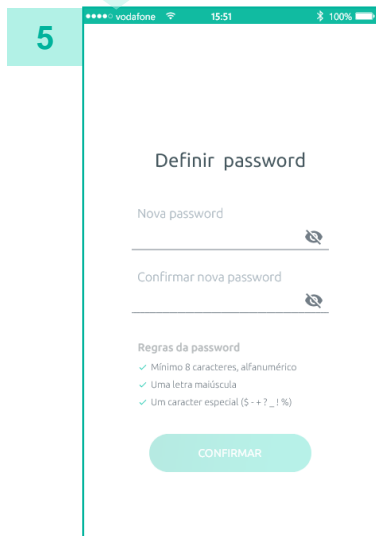 5
vodafone 15:51 100%
Definir password
Nova password
Confirmar nova password
Regras da password
Mínimo 8 caracteres, alfanumérico
Uma letra maiúscula
Um caracter especial ($ - + ? _ ! %)
CONFIRMAR